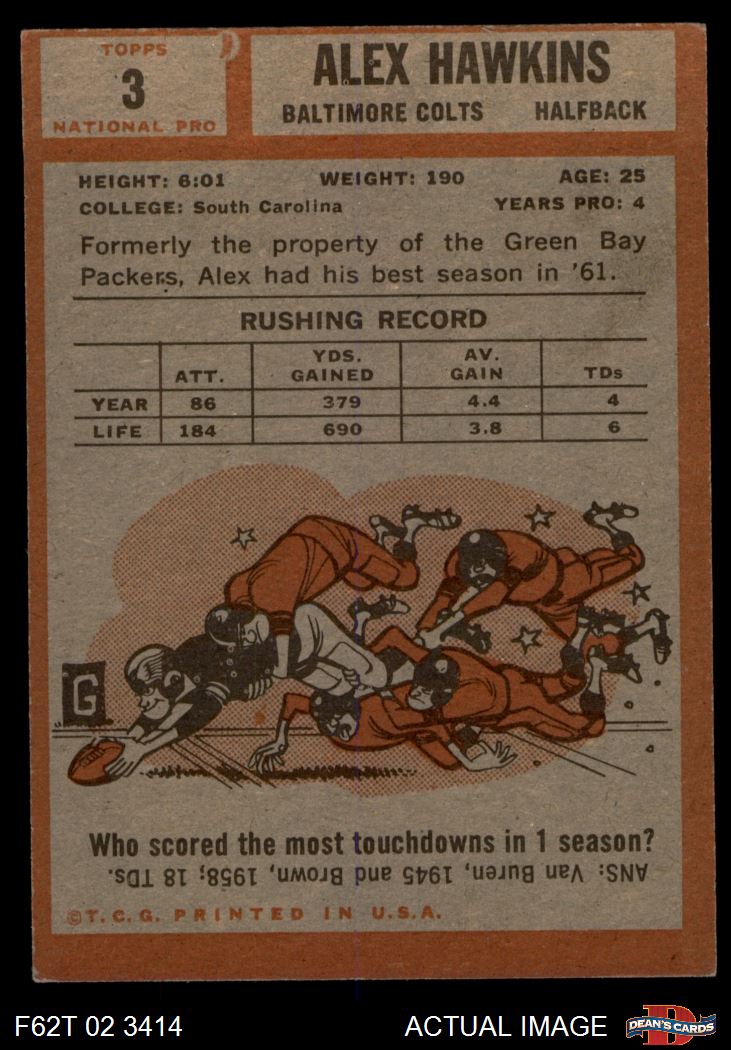 TOPPS
3
NATIONAL PRO
ALEX HAWKINS
BALTIMORE COLTS HALFBACK
HEIGHT: 6:01 WEIGHT: 190 AGE: 25
COLLEGE: South Carolina YEARS PRO: 4
Formerly the property of the Green Bay
Packers, Alex had his best season in '61.
RUSHING RECORD
ATT. YDS. GAINED AV. GAIN TDs
YEAR 86 379 4.4 4
LIFE 184 690 3.8 6
G
Who scored the most touchdowns in 1 season?
ANS: Van Buren, 1945 and Brown, 1958; 18 TDs.
©T.C.G. PRINTED IN U.S.A.
F62T 02 3414 ACTUAL IMAGE
D
DEAN'S CARDS